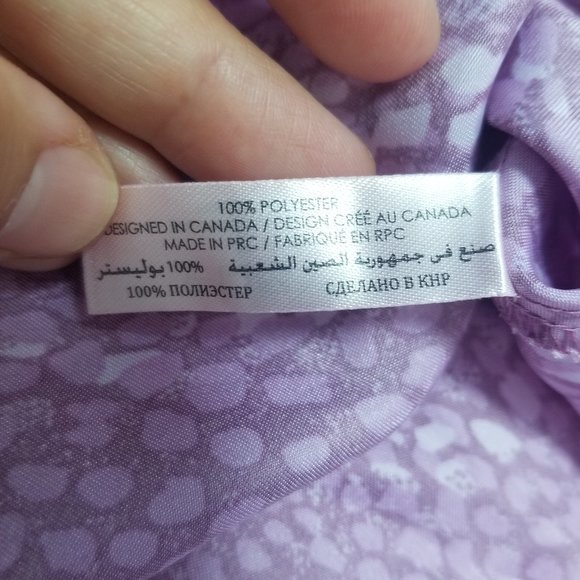 100% POLYESTER
DESIGNED IN CANADA / DESIGN CRÉÉ AU CANADA
MADE IN PRC / FABRIQUÉ EN RPC
صنع في جمهورية الصين الشعبية 100% بوليستر
100% ПОЛИЭСТЕР СДЕЛАНО В КНР